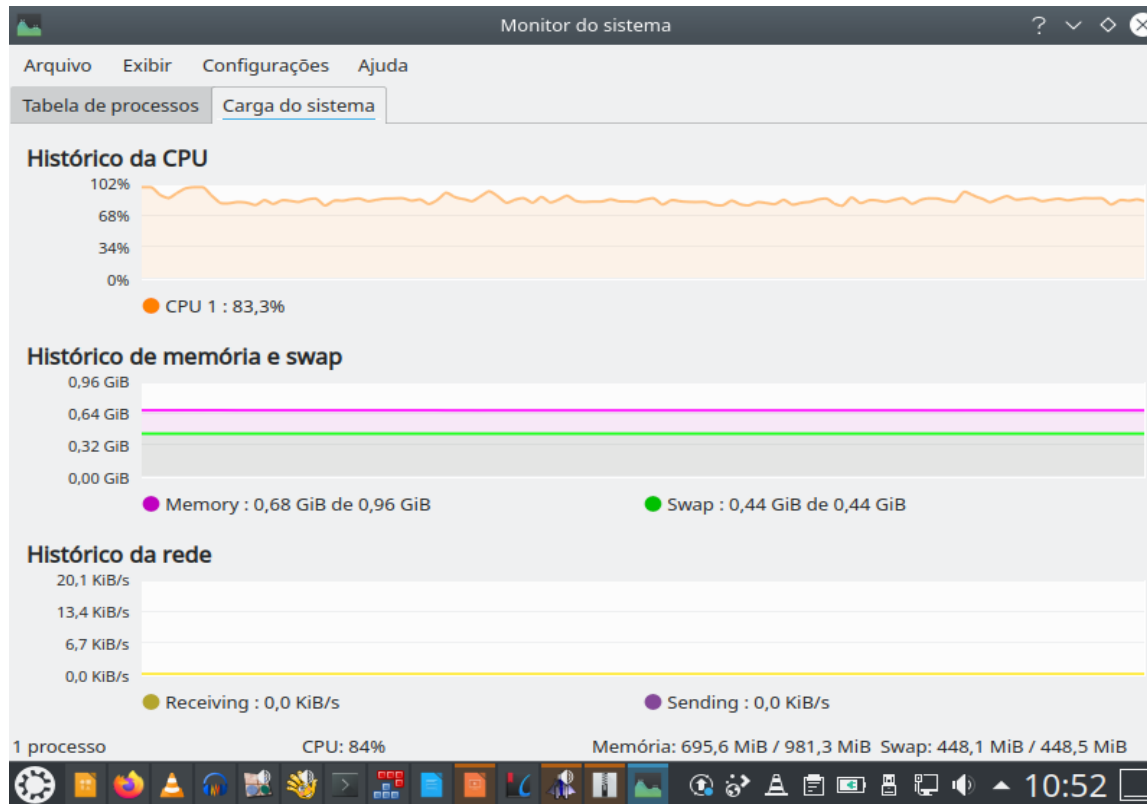 Monitor do sistema
Arquivo Exibir Configurações Ajuda
Tabela de processos Carga do sistema
Histórico da CPU
102%
68%
34%
0%
CPU 1 : 83,3%
Histórico de memória e swap
0,96 GiB
0,64 GiB
0,32 GiB
0,00 GiB
Memory : 0,68 GiB de 0,96 GiB Swap : 0,44 GiB de 0,44 GiB
Histórico da rede
20,1 KiB/s
13,4 KiB/s
6,7 KiB/s
0,0 KiB/s
Receiving : 0,0 KiB/s Sending : 0,0 KiB/s
1 processo CPU: 84% Memória: 695,6 MiB / 981,3 MiB Swap: 448,1 MiB / 448,5 MiB
10:52